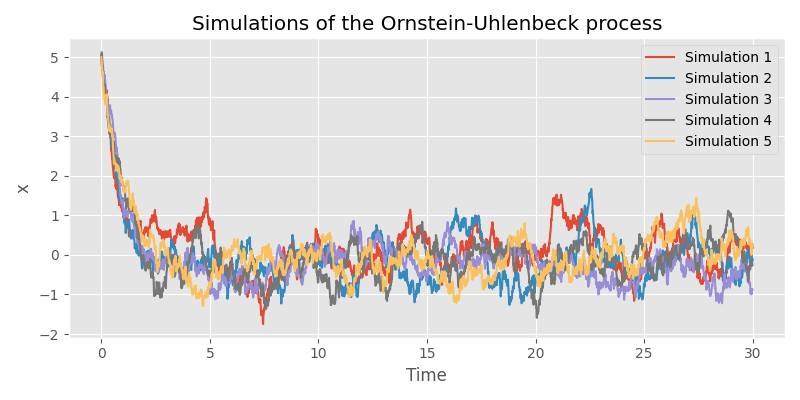 Simulations of the Ornstein-Uhlenbeck process
Simulation 1
Simulation 2
Simulation 3
Simulation 4
Simulation 5
5
4
3
2
1
0
−1
−2
x
0 5 10 15 20 25 30
Time